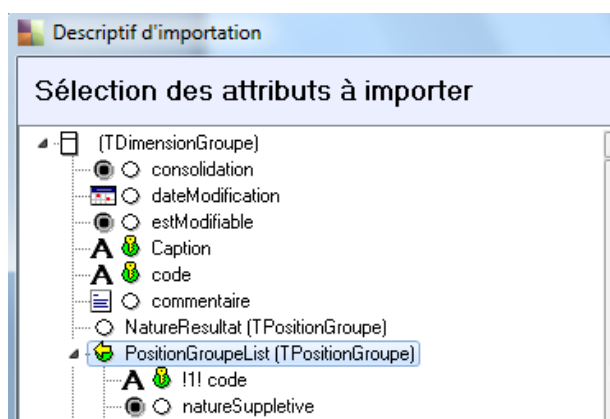 Descriptif d'importation
Sélection des attributs à importer
(TDimensionGroupe)
consolidation
dateModification
estModifiable
A Caption
A code
commentaire
NatureResultat (TPositionGroupe)
PositionGroupeList (TPositionGroupe)
A !1! code
natureSuppletive